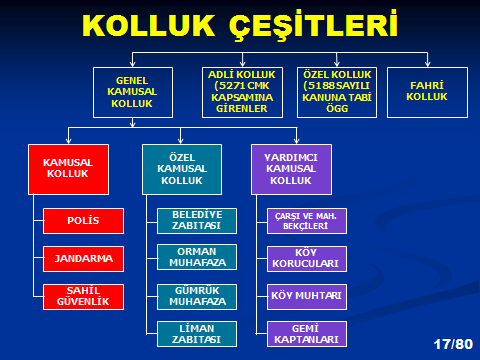 KOLLUK ÇEŞİTLERİ
GENEL
KAMUSAL
KOLLUK
ADLİ KOLLUK
(5271 CMK
KAPSAMINA
GİRENLER
ÖZEL KOLLUK
(5188 SAYILI
KANUNA TABİ
ÖGG
FAHRİ
KOLLUK
KAMUSAL
KOLLUK
ÖZEL
KAMUSAL
KOLLUK
YARDIMCI
KAMUSAL
KOLLUK
POLİS
JANDARMA
SAHİL
GÜVENLİK
BELEDİYE
ZABITASI
ORMAN
MUHAFAZA
GÜMRÜK
MUHAFAZA
LİMAN
ZABITASI
ÇARŞI VE MAH.
BEKÇİLERİ
KÖY
KORUCULARI
KÖY MUHTARI
GEMİ
KAPTANLARI
17/80